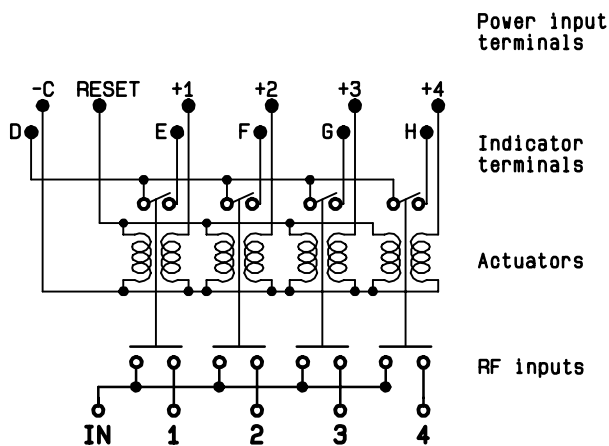 Power input
terminals
-C RESET +1 +2 +3 +4
D E F G H
Indicator
terminals
Actuators
RF inputs
IN 1 2 3 4